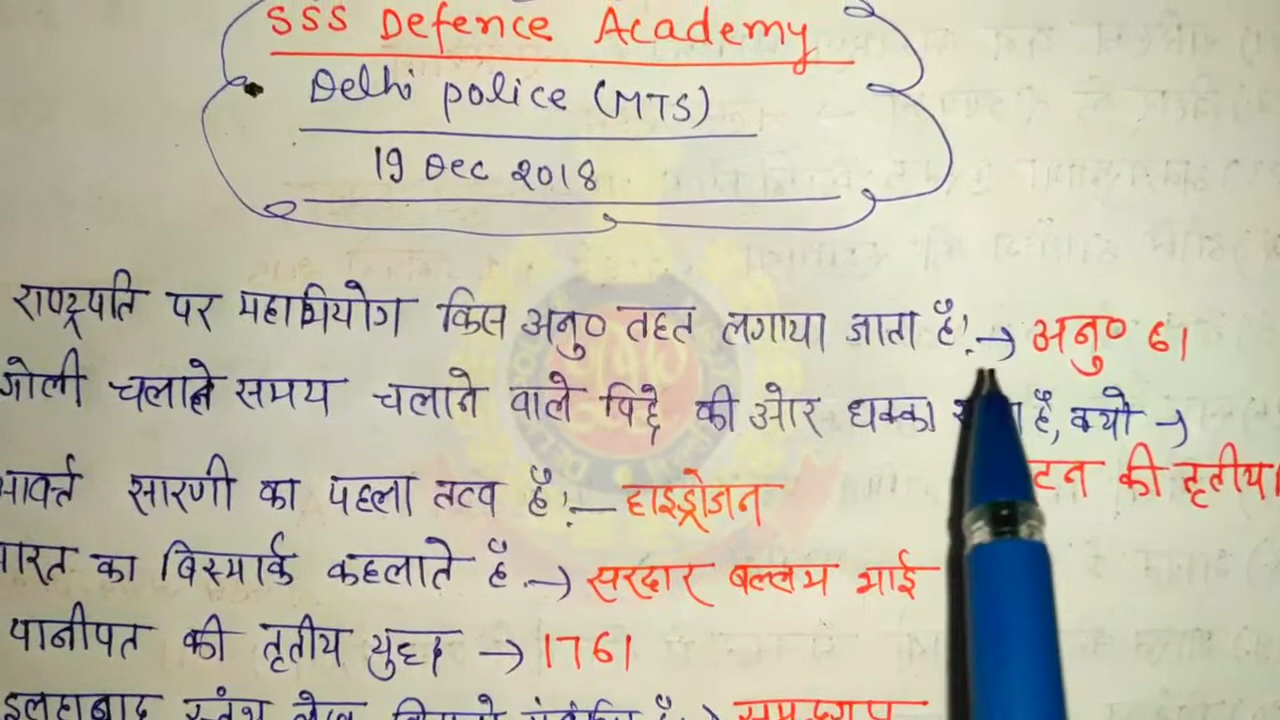 SSS Defence Academy
Delhi police (MTS)
19 Dec 2018
राष्ट्रपति पर महाभियोग किस अनु० तहत लगाया जाता है!→ अनु० 61
गोली चलाते समय चलाने वाले पिछे की ओर धक्का है, क्यो →
टन की तृतीय
आवर्त्त सारणी का पहला तत्व है!— हाइड्रोजन
भारत का बिस्मार्क कहलाते है.→ सरदार बल्लभ भाई
पानीपत की तृतीय युद्ध → 1761
इलहाबाद स्तंभ लेख